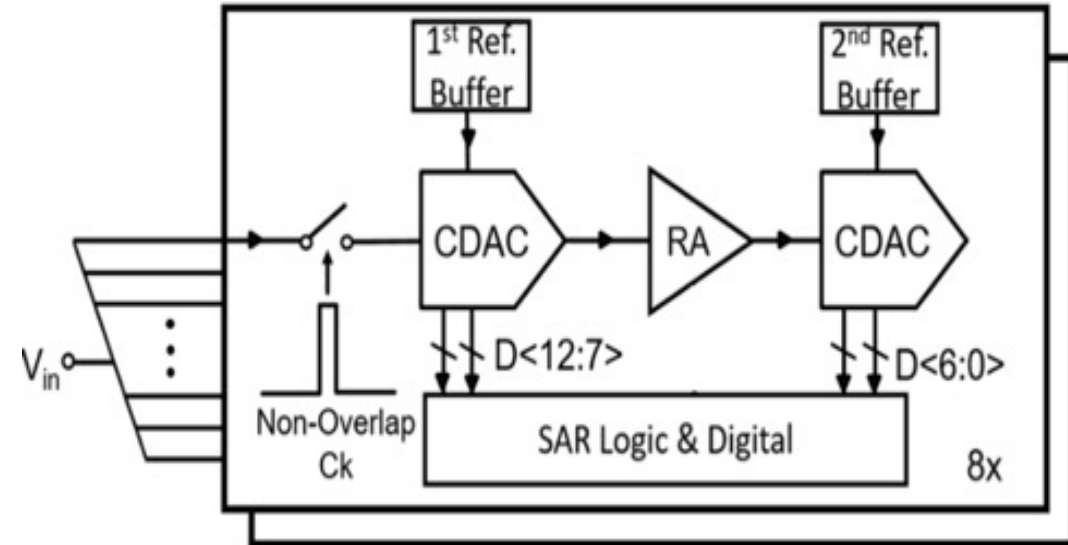 1st Ref.
Buffer
2nd Ref.
Buffer
CDAC
RA
CDAC
Vin
D<12:7>
D<6:0>
Non-Overlap
Ck
SAR Logic & Digital
8x